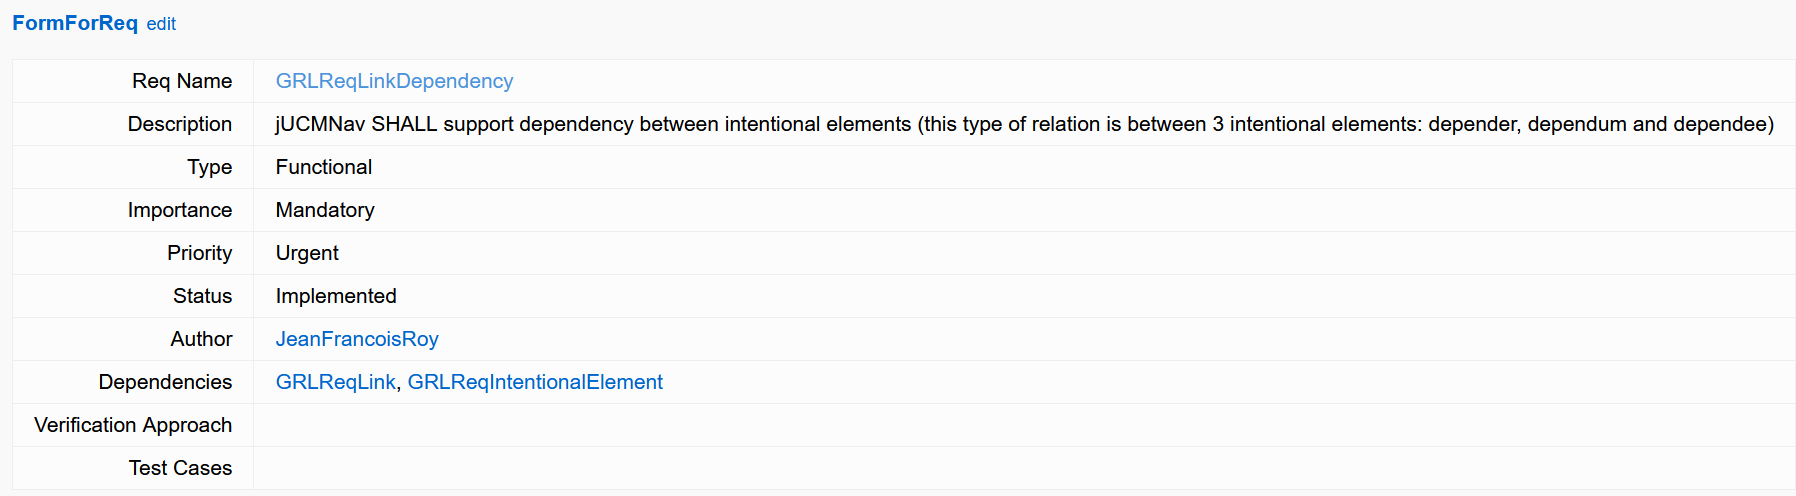 FormForReq edit
Req Name GRLReqLinkDependency
Description jUCMNav SHALL support dependency between intentional elements (this type of relation is between 3 intentional elements: depender, dependum and dependee)
Type Functional
Importance Mandatory
Priority Urgent
Status Implemented
Author JeanFrancoisRoy
Dependencies GRLReqLink, GRLReqIntentionalElement
Verification Approach
Test Cases